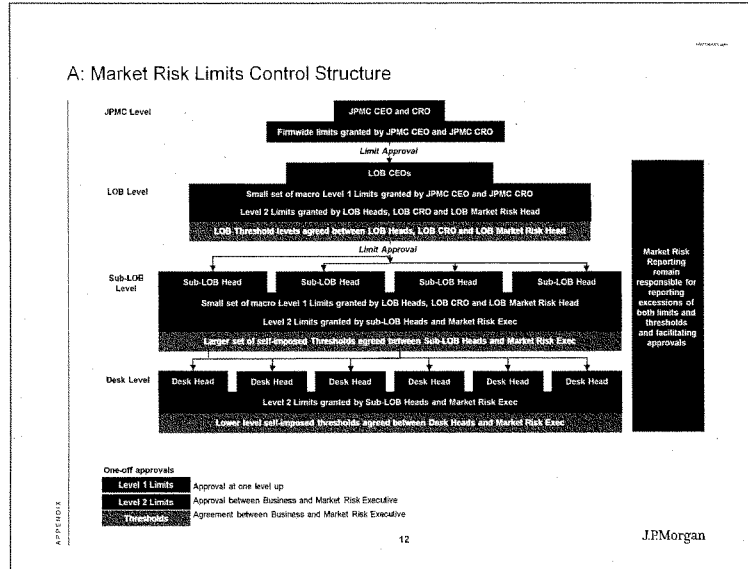 A: Market Risk Limits Control Structure
JPMC Level
JPMC CEO and CRO
Firmwide limits granted by JPMC CEO and JPMC CRO
Limit Approval
LOB CEOs
LOB Level
Small set of macro Level 1 Limits granted by JPMC CEO and JPMC CRO
Level 2 Limits granted by LOB Heads, LOB CRO and LOB Market Risk Head
LOB Threshold levels agreed between LOB Heads, LOB CRO and LOB Market Risk Head
Limit Approval
Sub-LOB
Level
Sub-LOB Head Sub-LOB Head Sub-LOB Head Sub-LOB Head
Small set of macro Level 1 Limits granted by LOB Heads, LOB CRO and LOB Market Risk Head
Level 2 Limits granted by sub-LOB Heads and Market Risk Exec
Larger set of self-imposed Thresholds agreed between Sub-LOB Heads and Market Risk Exec
Desk Level
Desk Head Desk Head Desk Head Desk Head Desk Head Desk Head
Level 2 Limits granted by Sub-LOB Heads and Market Risk Exec
Lower level self-imposed thresholds agreed between Desk Heads and Market Risk Exec
Market Risk
Reporting
remain
responsible for
reporting
excessions of
both limits and
thresholds
and facilitating
approvals
One-off approvals
Level 1 Limits Approval at one level up
Level 2 Limits Approval between Business and Market Risk Executive
Thresholds Agreement between Business and Market Risk Executive
APPENDIX
12
J.P.Morgan